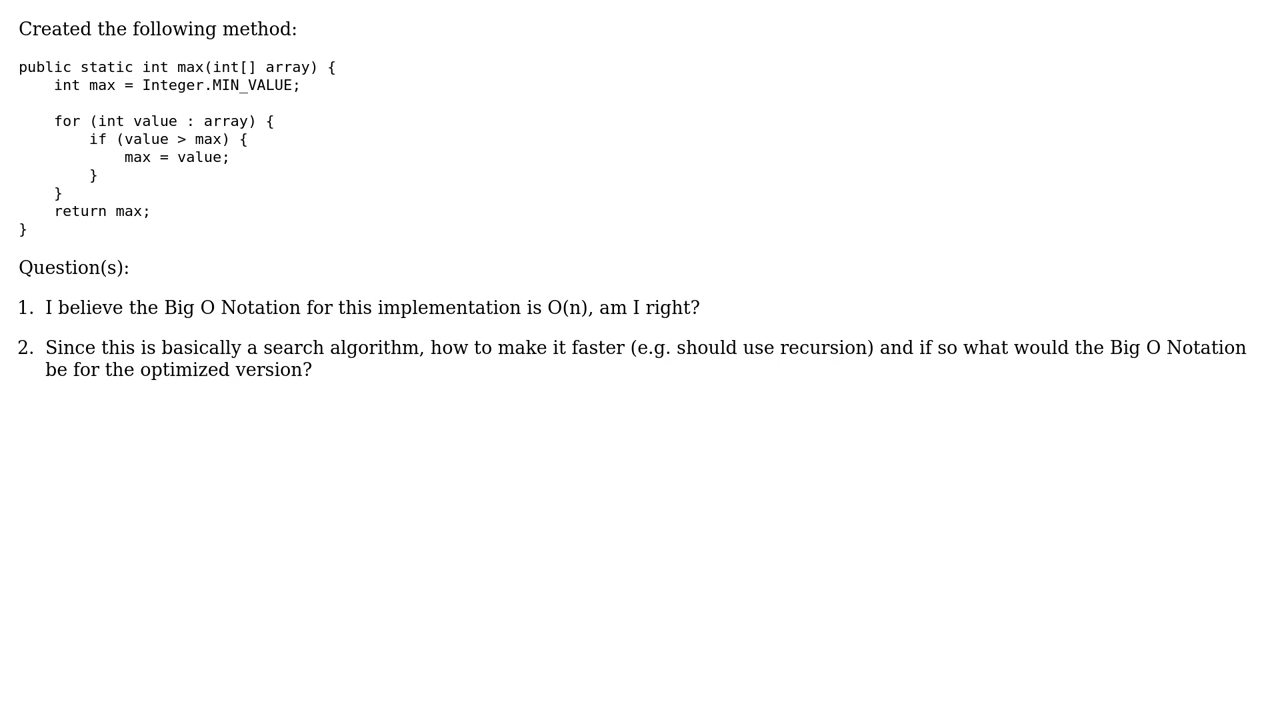 Created the following method:
public static int max(int[] array) {
    int max = Integer.MIN_VALUE;

    for (int value : array) {
        if (value > max) {
            max = value;
        }
    }
    return max;
}
Question(s):
1. I believe the Big O Notation for this implementation is O(n), am I right?
2. Since this is basically a search algorithm, how to make it faster (e.g. should use recursion) and if so what would the Big O Notation
be for the optimized version?